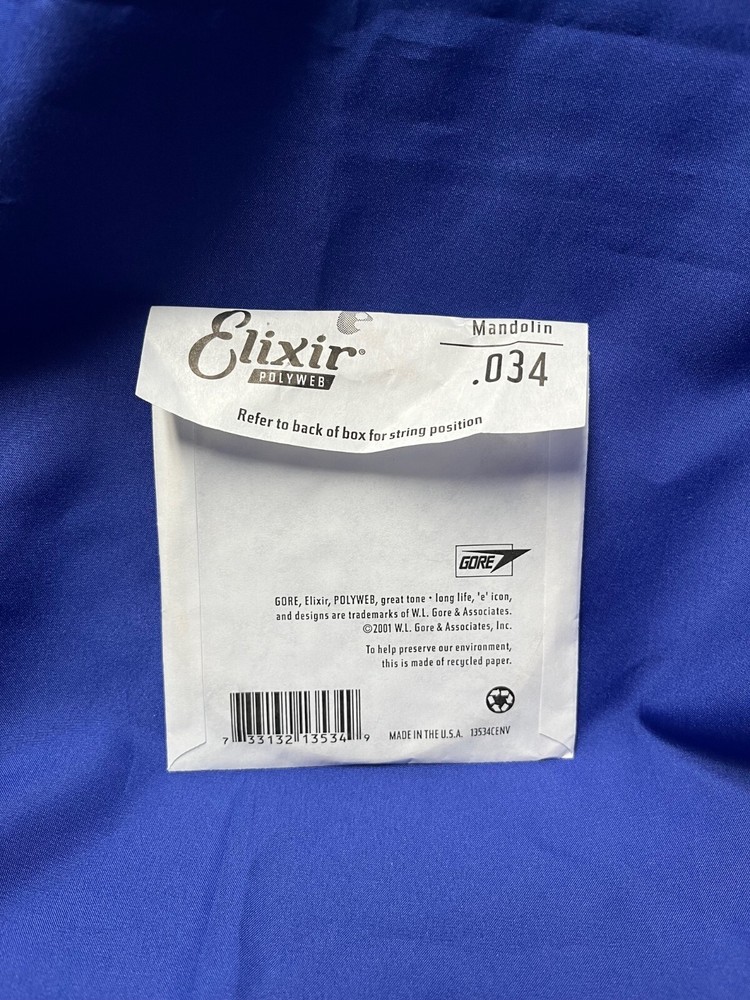 Elixir®
POLYWEB
Mandolin
.034
Refer to back of box for string position
GORE
GORE, Elixir, POLYWEB, great tone • long life, 'e' icon,
and designs are trademarks of W.L. Gore & Associates.
©2001 W.L. Gore & Associates, Inc.
To help preserve our environment,
this is made of recycled paper.
7 33132 13534 9
MADE IN THE U.S.A. 13534CENV